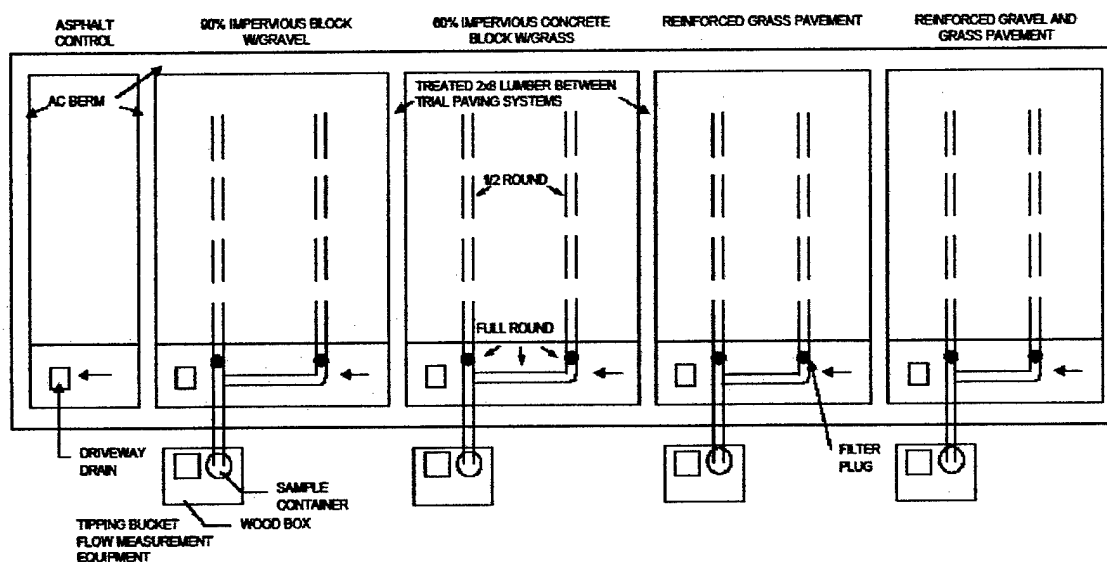 ASPHALT
CONTROL
90% IMPERVIOUS BLOCK
W/GRAVEL
60% IMPERVIOUS CONCRETE
BLOCK W/GRASS
REINFORCED GRASS PAVEMENT
REINFORCED GRAVEL AND
GRASS PAVEMENT
AC BERM
TREATED 2x8 LUMBER BETWEEN
TRIAL PAVING SYSTEMS
1/2 ROUND
FULL ROUND
DRIVEWAY
DRAIN
SAMPLE
CONTAINER
WOOD BOX
TIPPING BUCKET
FLOW MEASUREMENT
EQUIPMENT
FILTER
PLUG